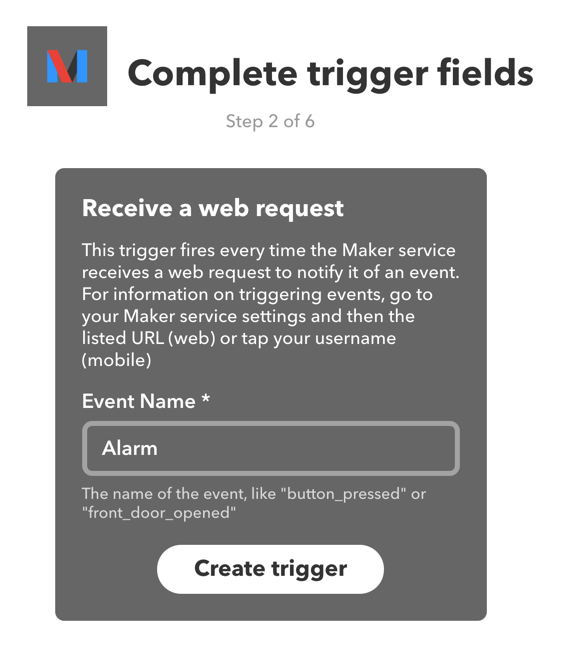 Complete trigger fields
Step 2 of 6
Receive a web request
This trigger fires every time the Maker service
receives a web request to notify it of an event.
For information on triggering events, go to
your Maker service settings and then the
listed URL (web) or tap your username
(mobile)
Event Name *
Alarm
The name of the event, like "button_pressed" or
"front_door_opened"
Create trigger